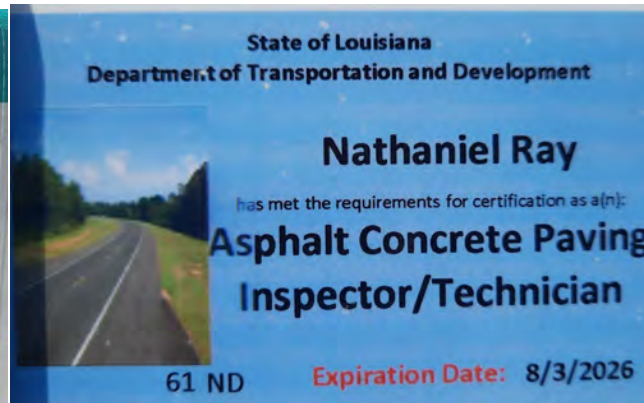 State of Louisiana
Department of Transportation and Development
Nathaniel Ray
has met the requirements for certification as a(n):
Asphalt Concrete Paving
Inspector/Technician
61 ND
Expiration Date: 8/3/2026